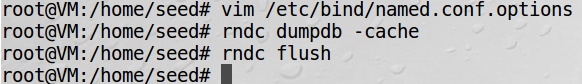 root@VM:/home/seed# vim /etc/bind/named.conf.options
root@VM:/home/seed# rndc dumpdb -cache
root@VM:/home/seed# rndc flush
root@VM:/home/seed#